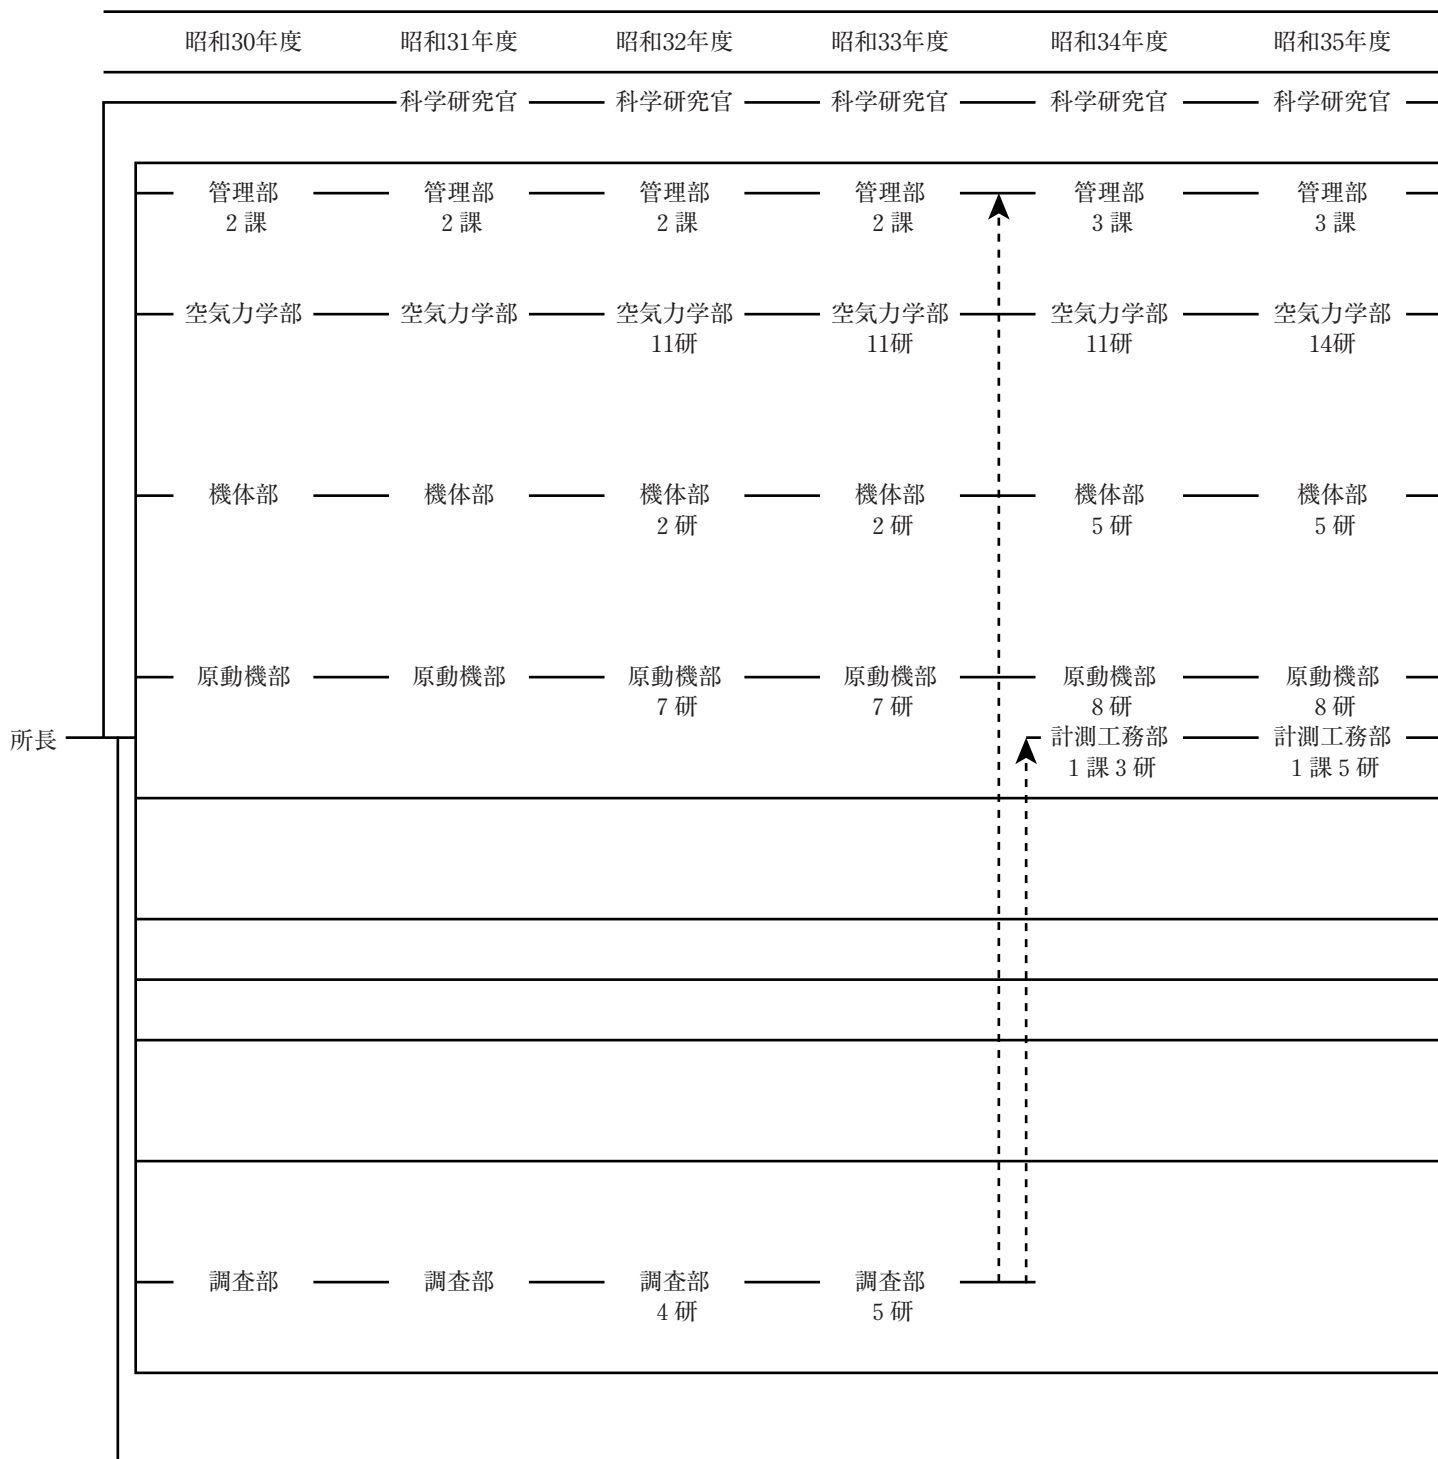 昭和30年度 昭和31年度 昭和32年度 昭和33年度 昭和34年度 昭和35年度
科学研究官 科学研究官 科学研究官 科学研究官 科学研究官
管理部 管理部 管理部 管理部 管理部 管理部
2課 2課 2課 2課 3課 3課
空気力学部 空気力学部 空気力学部 空気力学部 空気力学部 空気力学部
11研 11研 11研 14研
機体部 機体部 機体部 機体部 機体部 機体部
2研 2研 5研 5研
原動機部 原動機部 原動機部 原動機部 原動機部 原動機部
7研 7研 8研 8研
所長 計測工務部 計測工務部
1課3研 1課5研
調査部 調査部 調査部 調査部
4研 5研